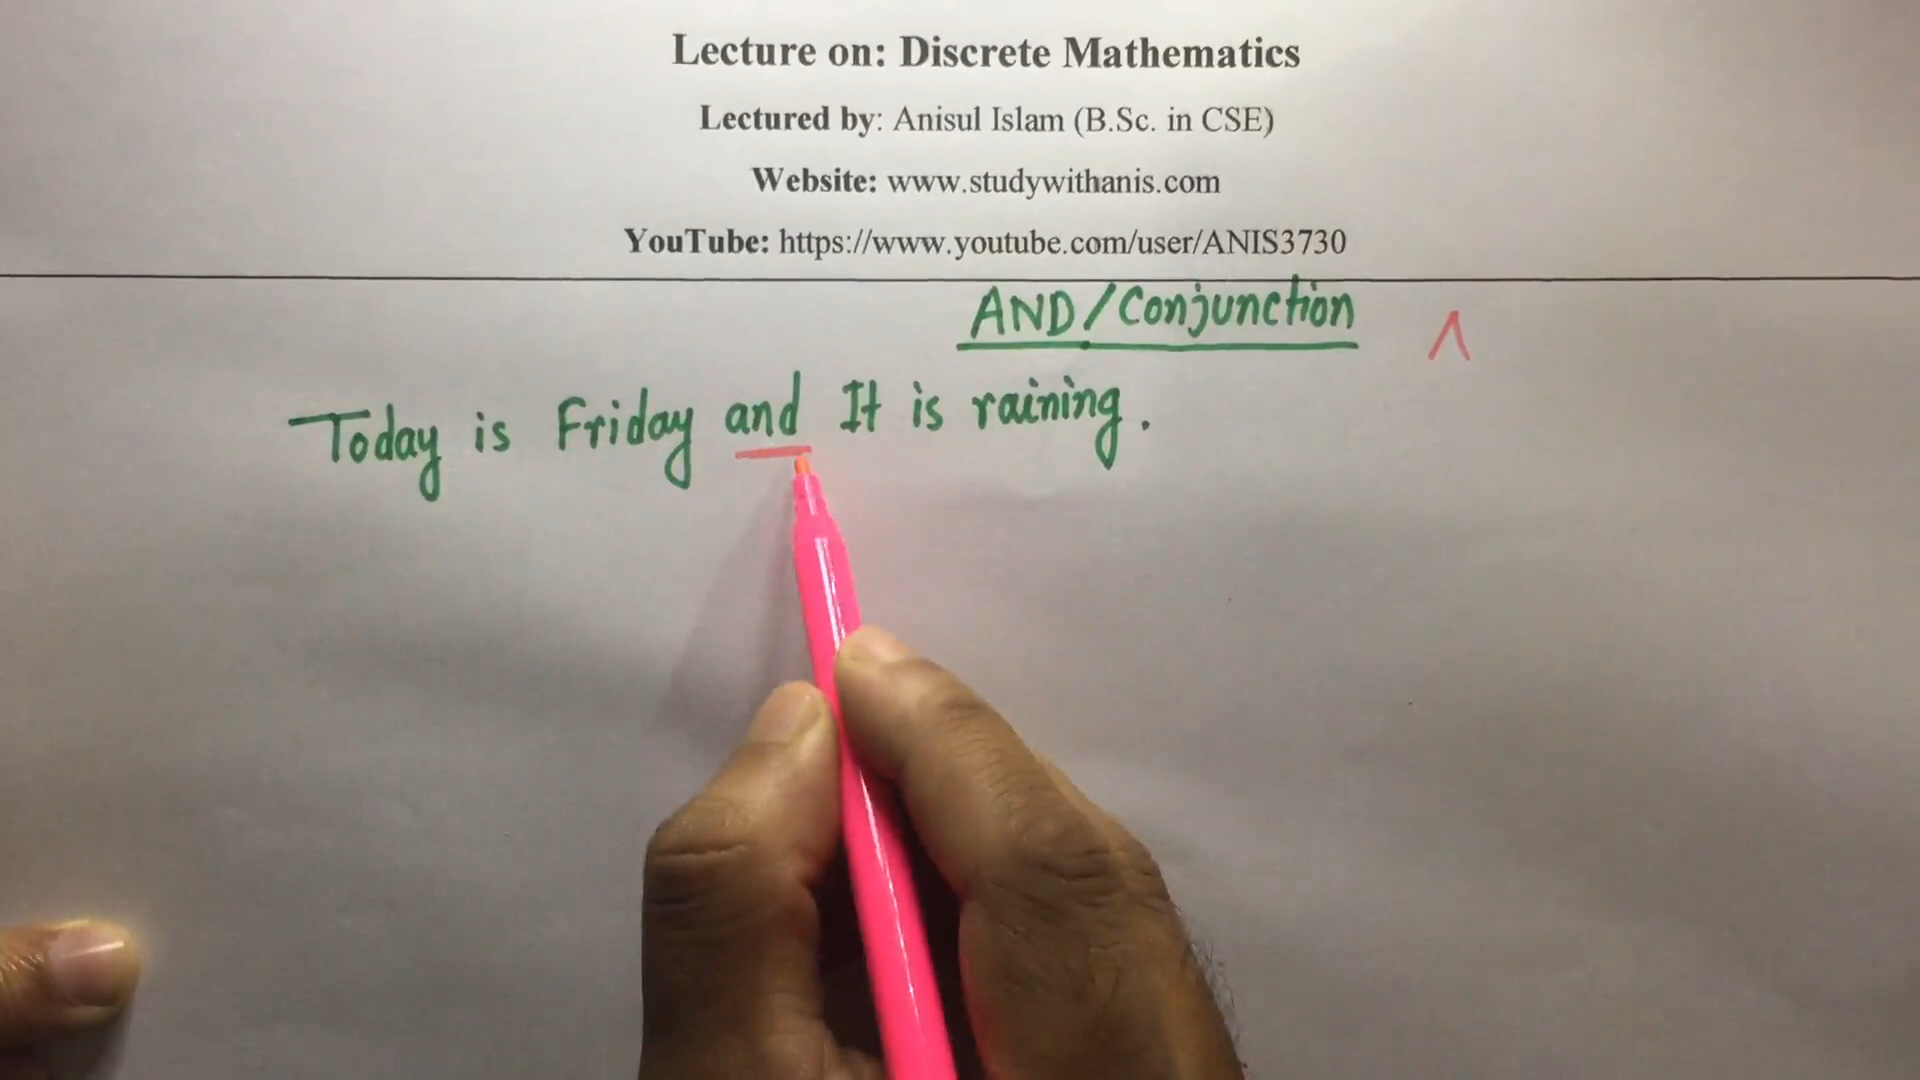 Lecture on: Discrete Mathematics
Lectured by: Anisul Islam (B.Sc. in CSE)
Website: www.studywithanis.com
YouTube: https://www.youtube.com/user/ANIS3730
AND/Conjunction ∧
Today is Friday and It is raining.